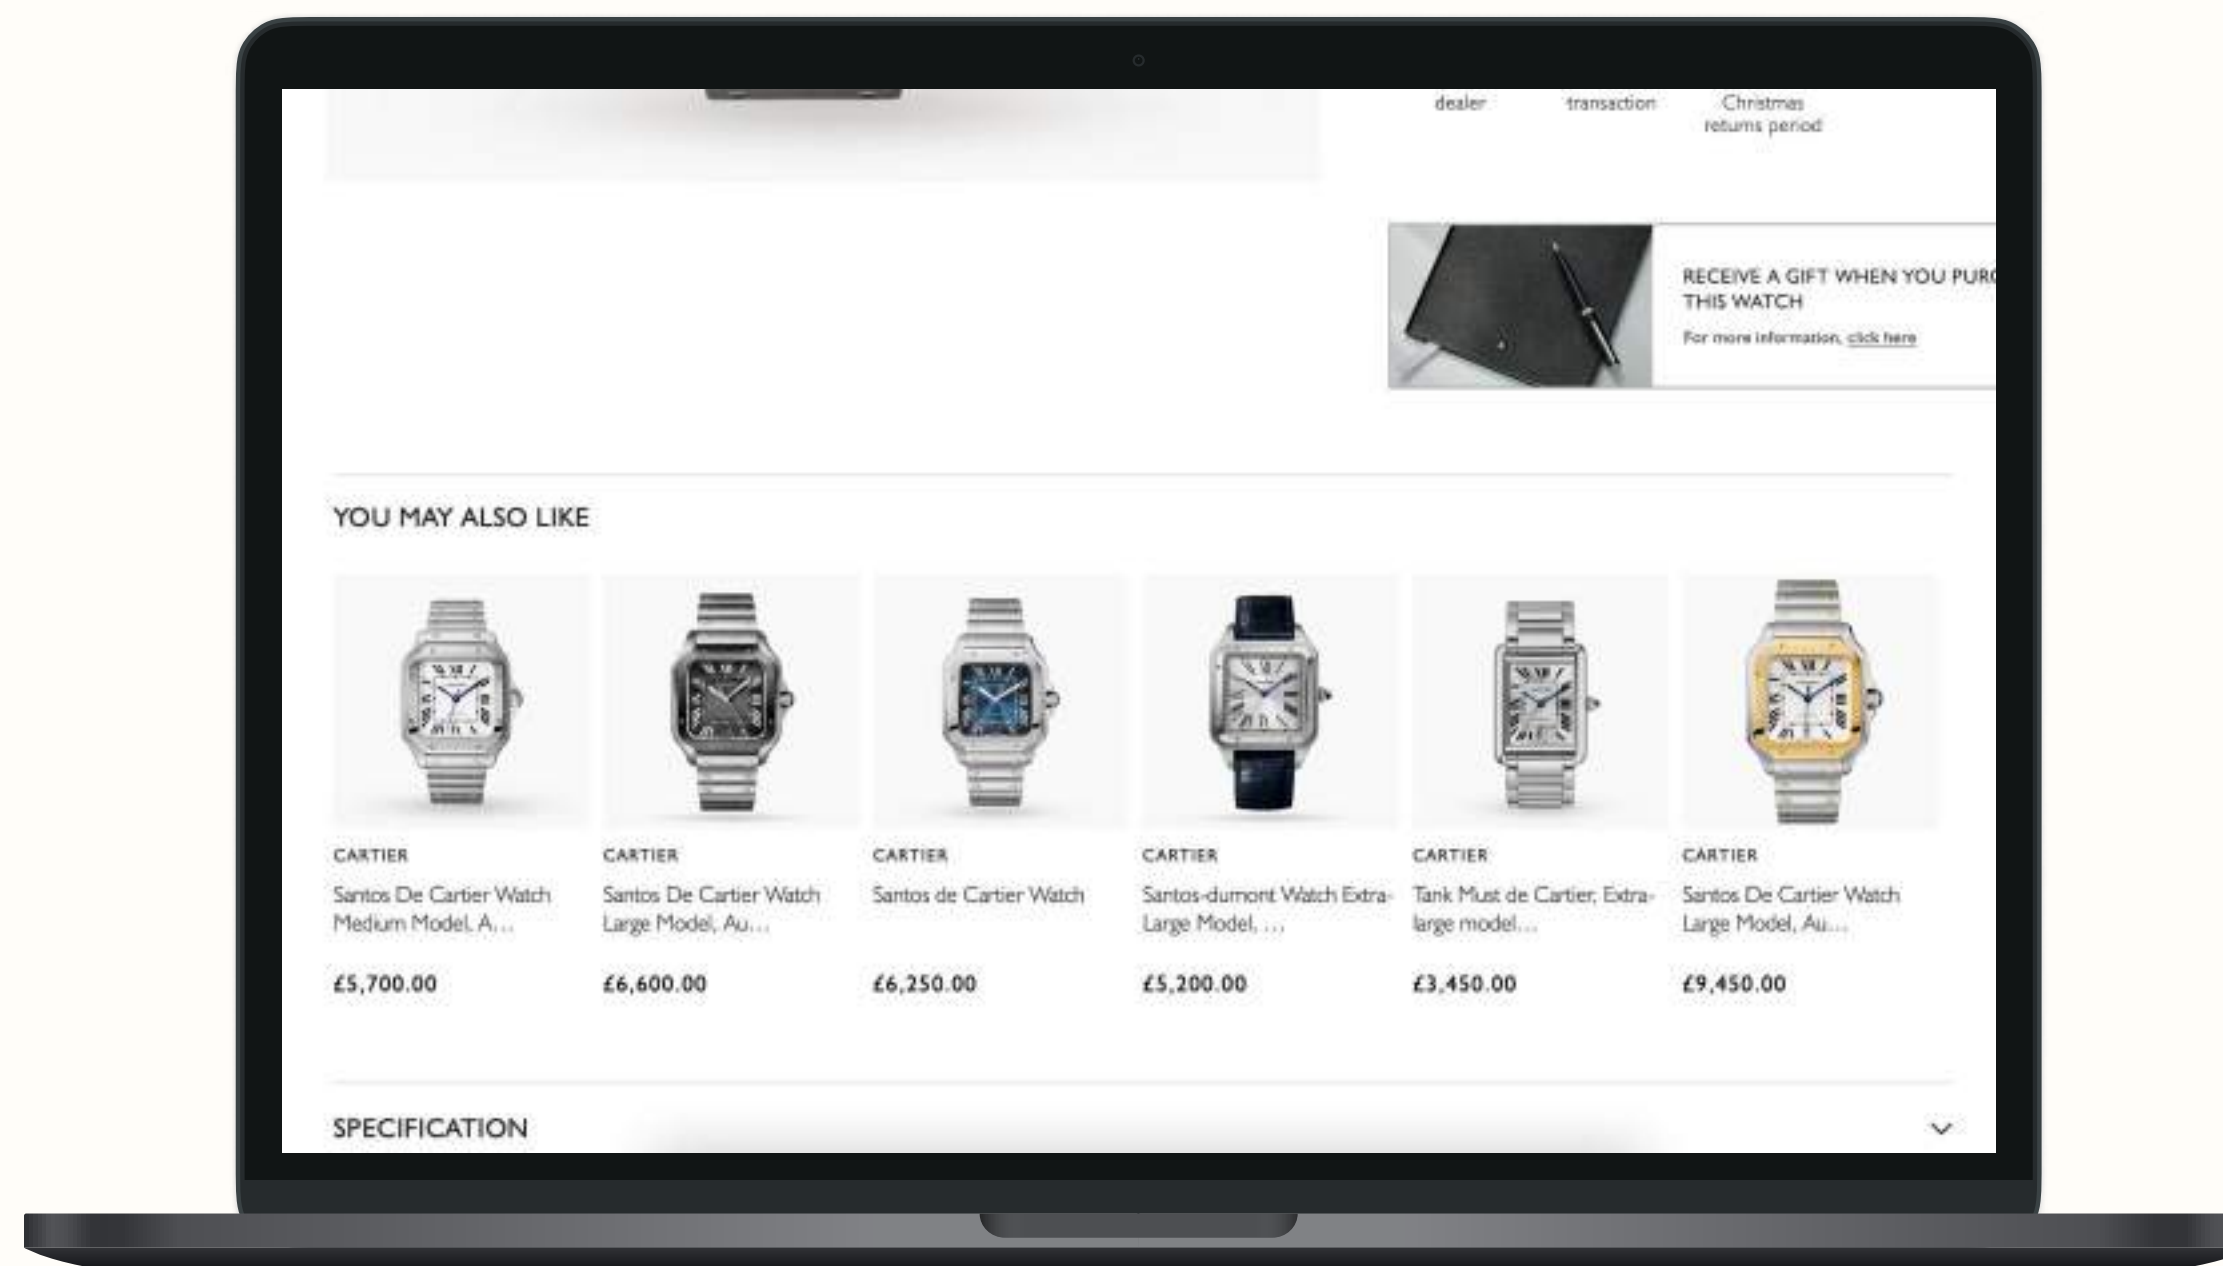 dealer
transaction
Christmas
returns period
RECEIVE A GIFT WHEN YOU PURC
THIS WATCH
For more information, click here
YOU MAY ALSO LIKE
CARTIER
Santos De Cartier Watch
Medium Model, A...
£5,700.00
CARTIER
Santos De Cartier Watch
Large Model, Au...
£6,600.00
CARTIER
Santos de Cartier Watch
£6,250.00
CARTIER
Santos-dumont Watch Extra-
Large Model, ...
£5,200.00
CARTIER
Tank Must de Cartier, Extra-
large model...
£3,450.00
CARTIER
Santos De Cartier Watch
Large Model, Au...
£9,450.00
SPECIFICATION